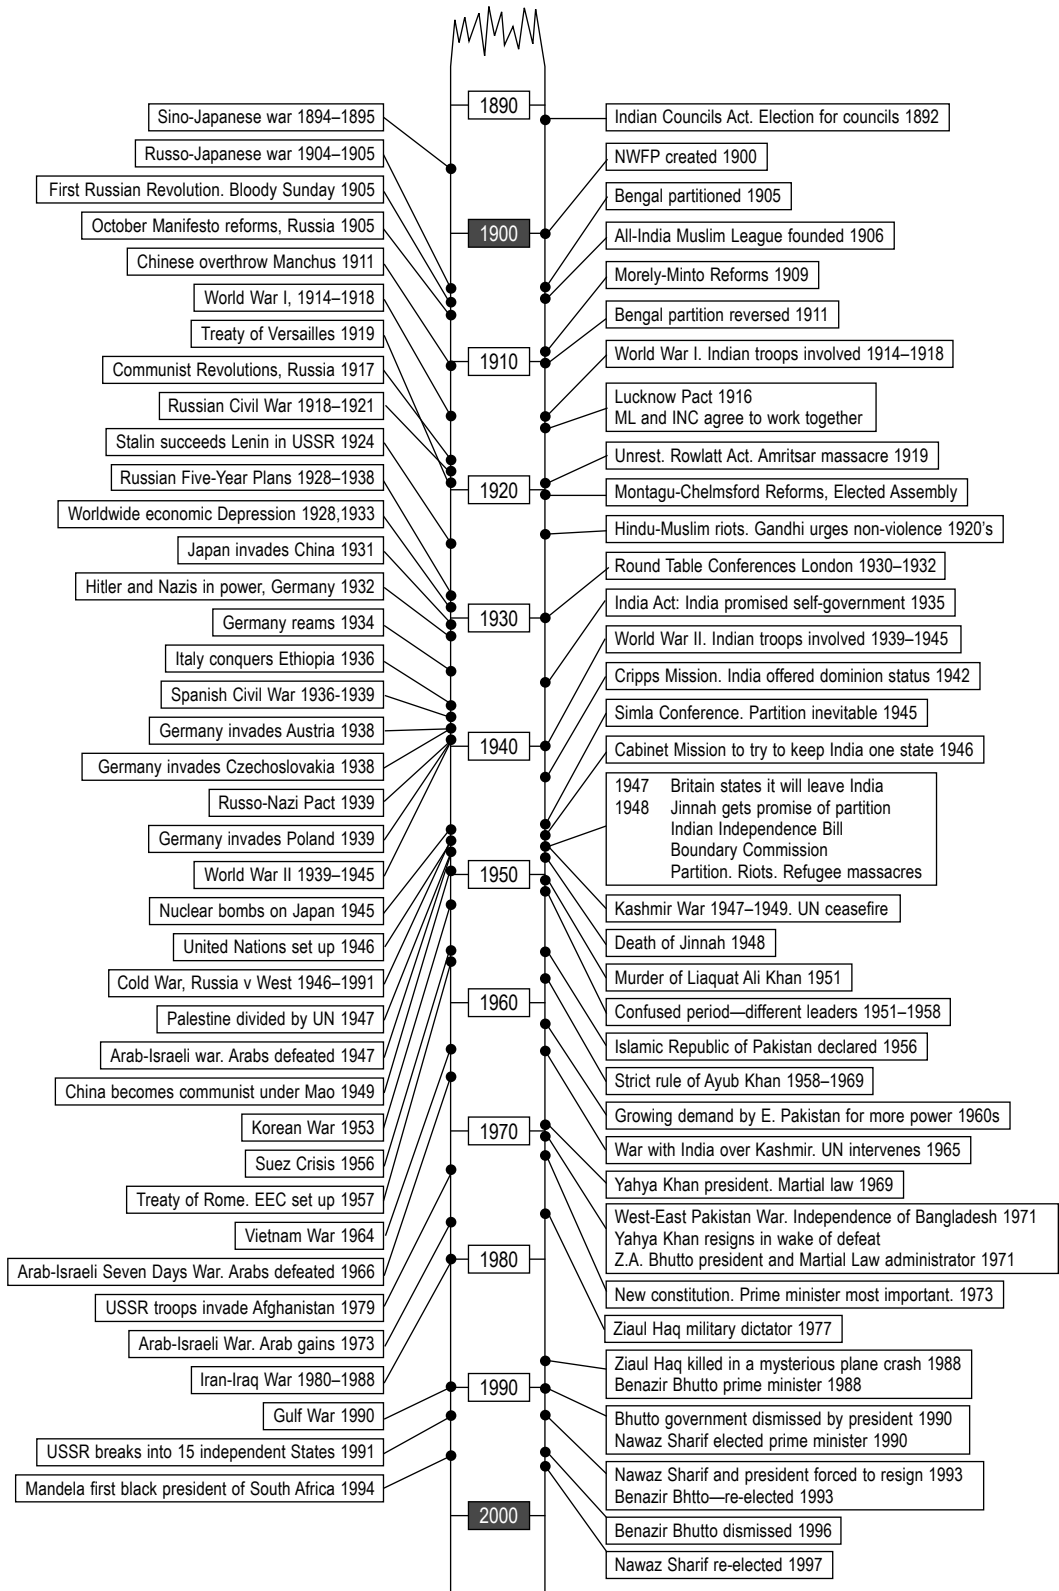 1890
1900
1910
1920
1930
1940
1950
1960
1970
1980
1990
2000
Sino-Japanese war 1894–1895
Russo-Japanese war 1904–1905
First Russian Revolution. Bloody Sunday 1905
October Manifesto reforms, Russia 1905
Chinese overthrow Manchus 1911
World War I, 1914–1918
Treaty of Versailles 1919
Communist Revolutions, Russia 1917
Russian Civil War 1918–1921
Stalin succeeds Lenin in USSR 1924
Russian Five-Year Plans 1928–1938
Worldwide economic Depression 1928,1933
Japan invades China 1931
Hitler and Nazis in power, Germany 1932
Germany reams 1934
Italy conquers Ethiopia 1936
Spanish Civil War 1936-1939
Germany invades Austria 1938
Germany invades Czechoslovakia 1938
Russo-Nazi Pact 1939
Germany invades Poland 1939
World War II 1939–1945
Nuclear bombs on Japan 1945
United Nations set up 1946
Cold War, Russia v West 1946–1991
Palestine divided by UN 1947
Arab-Israeli war. Arabs defeated 1947
China becomes communist under Mao 1949
Korean War 1953
Suez Crisis 1956
Treaty of Rome. EEC set up 1957
Vietnam War 1964
Arab-Israeli Seven Days War. Arabs defeated 1966
USSR troops invade Afghanistan 1979
Arab-Israeli War. Arab gains 1973
Iran-Iraq War 1980–1988
Gulf War 1990
USSR breaks into 15 independent States 1991
Mandela first black president of South Africa 1994
Indian Councils Act. Election for councils 1892
NWFP created 1900
Bengal partitioned 1905
All-India Muslim League founded 1906
Morely-Minto Reforms 1909
Bengal partition reversed 1911
World War I. Indian troops involved 1914–1918
Lucknow Pact 1916
ML and INC agree to work together
Unrest. Rowlatt Act. Amritsar massacre 1919
Montagu-Chelmsford Reforms, Elected Assembly
Hindu-Muslim riots. Gandhi urges non-violence 1920's
Round Table Conferences London 1930–1932
India Act: India promised self-government 1935
World War II. Indian troops involved 1939–1945
Cripps Mission. India offered dominion status 1942
Simla Conference. Partition inevitable 1945
Cabinet Mission to try to keep India one state 1946
1947 Britain states it will leave India
1948 Jinnah gets promise of partition
Indian Independence Bill
Boundary Commission
Partition. Riots. Refugee massacres
Kashmir War 1947–1949. UN ceasefire
Death of Jinnah 1948
Murder of Liaquat Ali Khan 1951
Confused period—different leaders 1951–1958
Islamic Republic of Pakistan declared 1956
Strict rule of Ayub Khan 1958–1969
Growing demand by E. Pakistan for more power 1960s
War with India over Kashmir. UN intervenes 1965
Yahya Khan president. Martial law 1969
West-East Pakistan War. Independence of Bangladesh 1971
Yahya Khan resigns in wake of defeat
Z.A. Bhutto president and Martial Law administrator 1971
New constitution. Prime minister most important. 1973
Ziaul Haq military dictator 1977
Ziaul Haq killed in a mysterious plane crash 1988
Benazir Bhutto prime minister 1988
Bhutto government dismissed by president 1990
Nawaz Sharif elected prime minister 1990
Nawaz Sharif and president forced to resign 1993
Benazir Bhtto—re-elected 1993
Benazir Bhutto dismissed 1996
Nawaz Sharif re-elected 1997